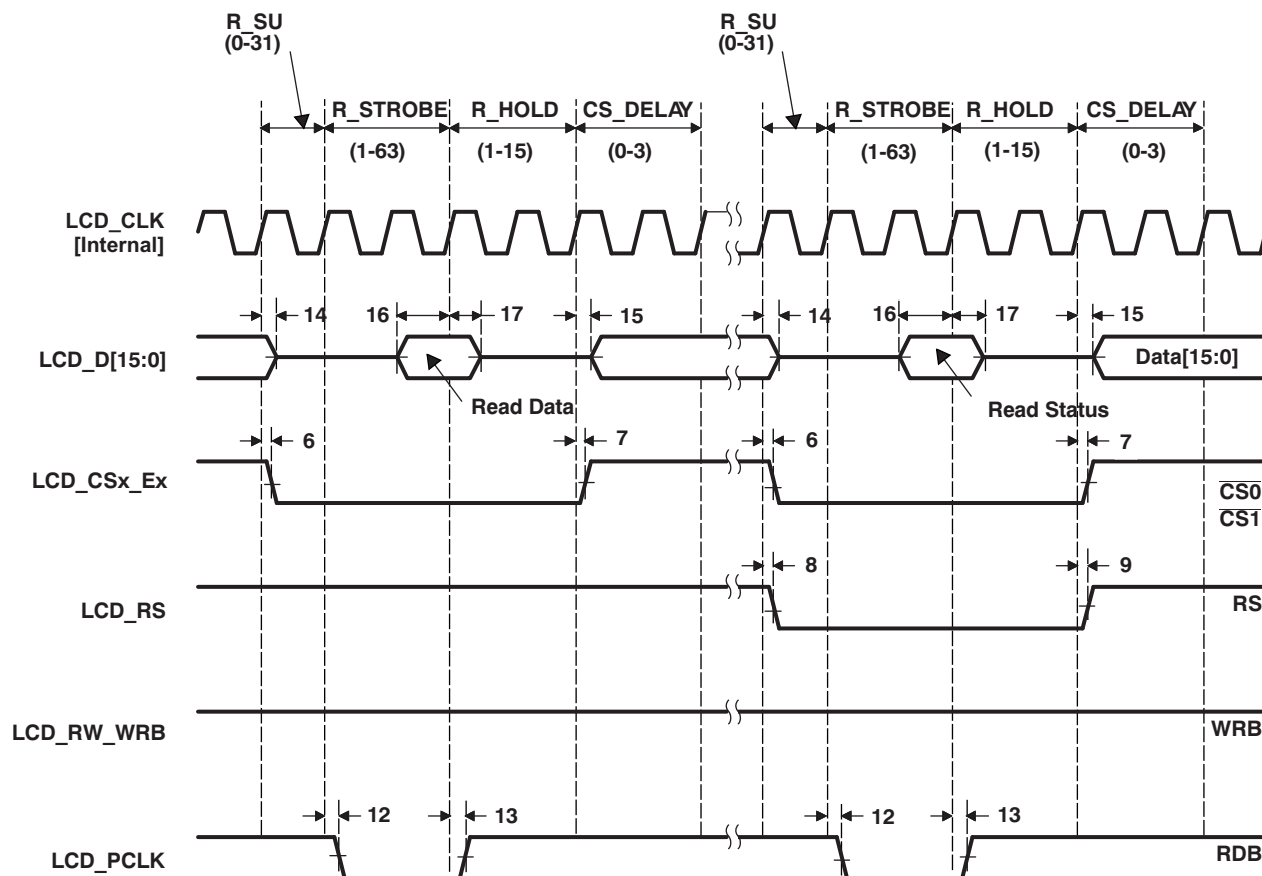 R_SU
(0-31)
R_SU
(0-31)
R_STROBE R_HOLD CS_DELAY
(1-63) (1-15) (0-3)
R_STROBE R_HOLD CS_DELAY
(1-63) (1-15) (0-3)
LCD_CLK
[Internal]
14 16 17 15 14 16 17 15
LCD_D[15:0]
Data[15:0]
Read Data
Read Status
6 7 6 7
LCD_CSx_Ex
CS0
CS1
8 9
LCD_RS
RS
LCD_RW_WRB
WRB
12 13 12 13
LCD_PCLK
RDB